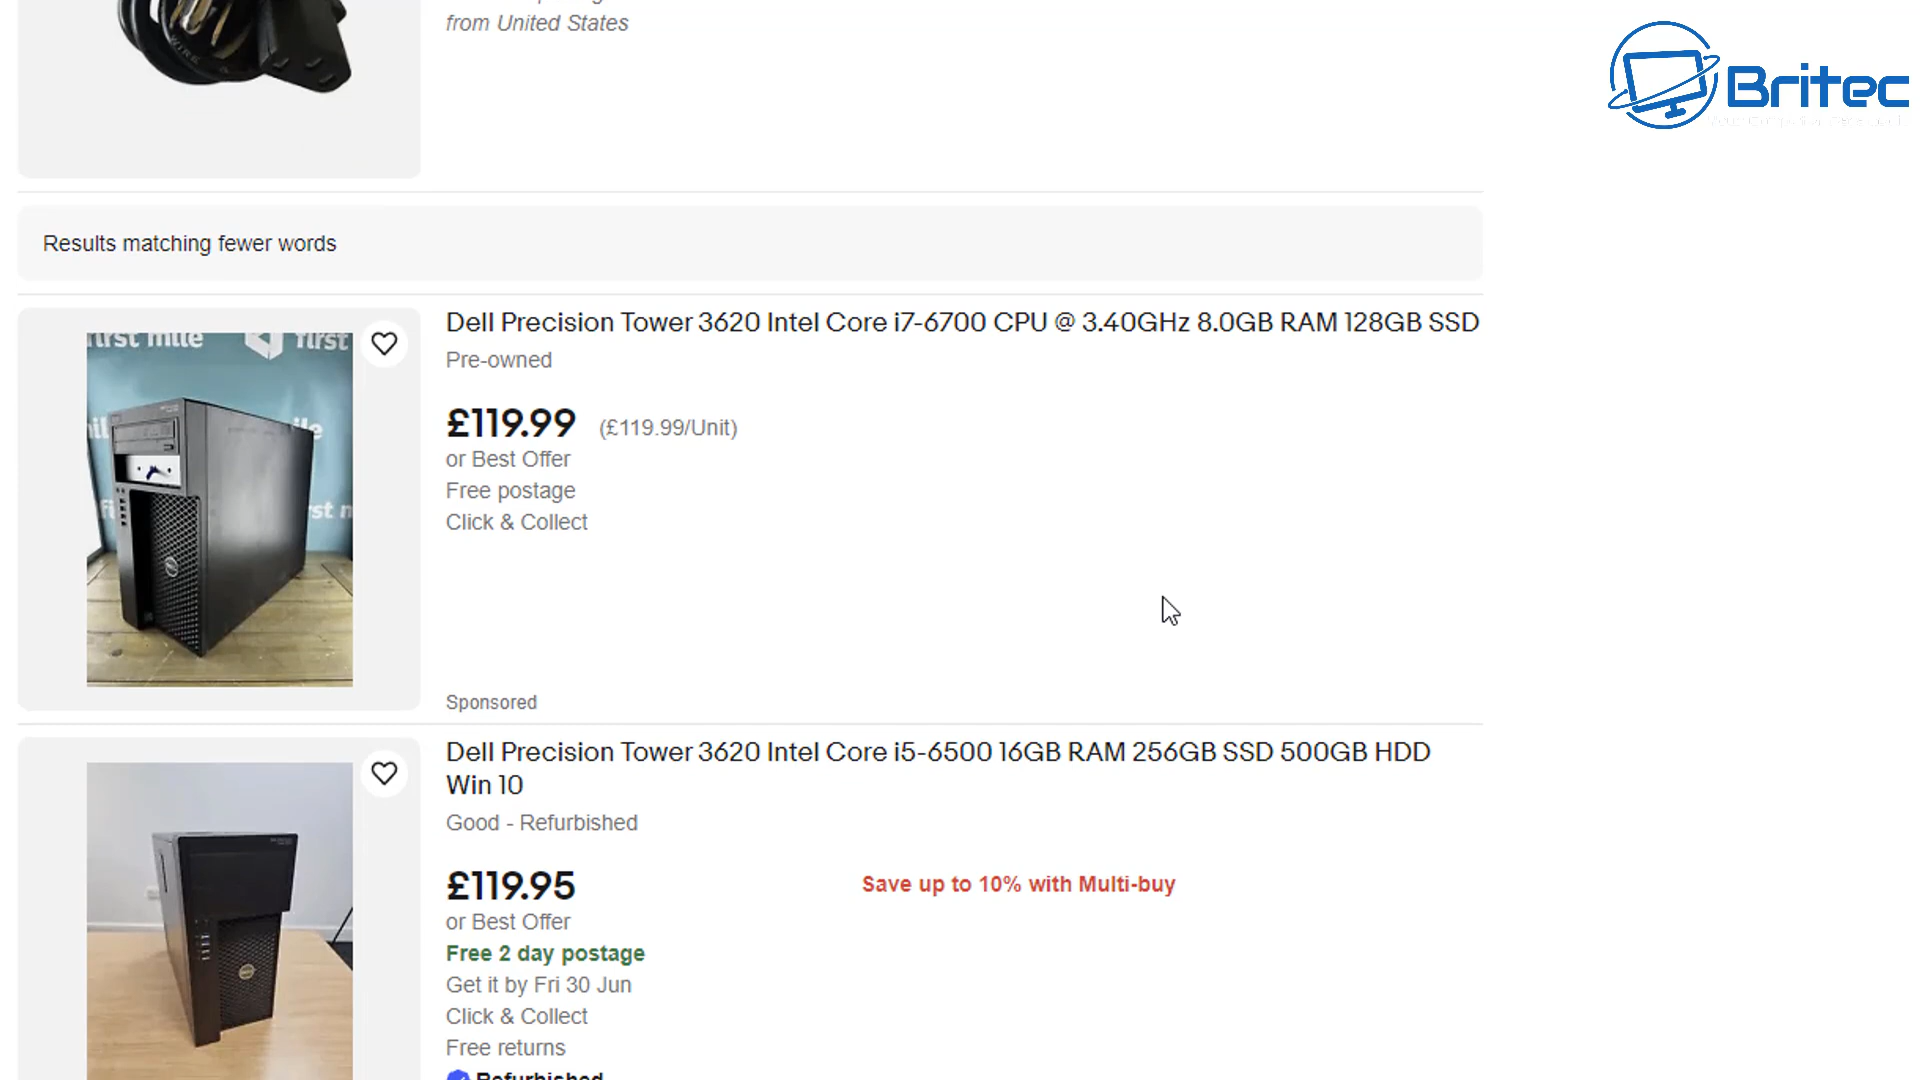 from United States
Britec
Results matching fewer words
Dell Precision Tower 3620 Intel Core i7-6700 CPU @ 3.40GHz 8.0GB RAM 128GB SSD
Pre-owned
£119.99 (£119.99/Unit)
or Best Offer
Free postage
Click & Collect
Sponsored
first mile
first
Dell Precision Tower 3620 Intel Core i5-6500 16GB RAM 256GB SSD 500GB HDD
Win 10
Good - Refurbished
£119.95
Save up to 10% with Multi-buy
or Best Offer
Free 2 day postage
Get it by Fri 30 Jun
Click & Collect
Free returns
Refurbished